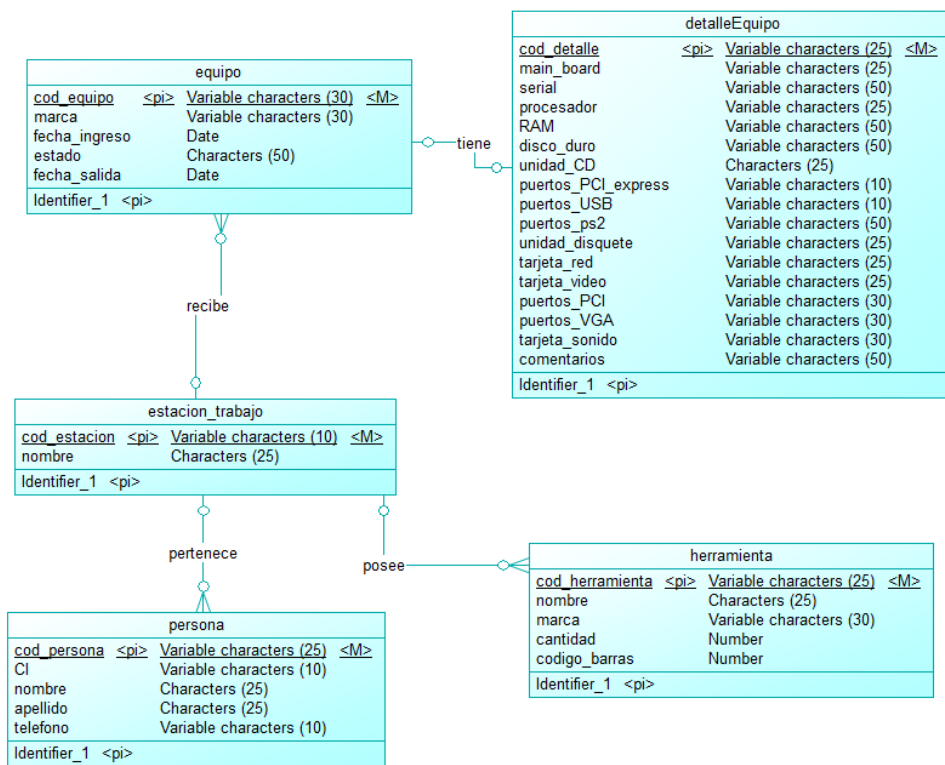 equipo
cod_equipo <pi> Variable characters (30) <M>
marca Variable characters (30)
fecha_ingreso Date
estado Characters (50)
fecha_salida Date
Identifier_1 <pi>
tiene
detalleEquipo
cod_detalle <pi> Variable characters (25) <M>
main_board Variable characters (25)
serial Variable characters (50)
procesador Variable characters (25)
RAM Variable characters (50)
disco_duro Variable characters (50)
unidad_CD Characters (25)
puertos_PCI_express Variable characters (10)
puertos_USB Variable characters (10)
puertos_ps2 Variable characters (50)
unidad_disquete Variable characters (25)
tarjeta_red Variable characters (25)
tarjeta_video Variable characters (25)
puertos_PCI Variable characters (30)
puertos_VGA Variable characters (30)
tarjeta_sonido Variable characters (30)
comentarios Variable characters (50)
Identifier_1 <pi>
recibe
estacion_trabajo
cod_estacion <pi> Variable characters (10) <M>
nombre Characters (25)
Identifier_1 <pi>
pertenece
posee
herramienta
cod_herramienta <pi> Variable characters (25) <M>
nombre Characters (25)
marca Variable characters (30)
cantidad Number
codigo_barras Number
Identifier_1 <pi>
persona
cod_persona <pi> Variable characters (25) <M>
CI Variable characters (10)
nombre Characters (25)
apellido Characters (25)
telefono Variable characters (10)
Identifier_1 <pi>